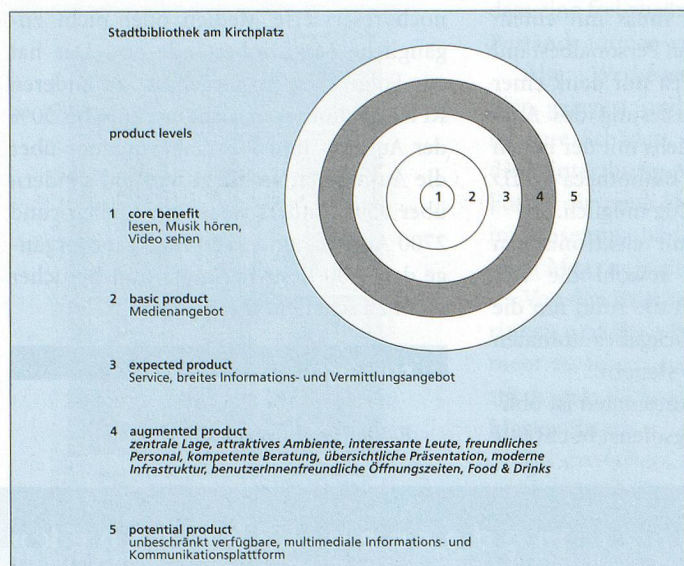 Stadtbibliothek am Kirchplatz
product levels
1 2 3 4 5
1 core benefit
lesen, Musik hören,
Video sehen
2 basic product
Medienangebot
3 expected product
Service, breites Informations- und Vermittlungsangebot
4 augmented product
zentrale Lage, attraktives Ambiente, interessante Leute, freundliches
Personal, kompetente Beratung, übersichtliche Präsentation, moderne
Infrastruktur, benutzerInnenfreundliche Öffnungszeiten, Food & Drinks
5 potential product
unbeschränkt verfügbare, multimediale Informations- und
Kommunikationsplattform